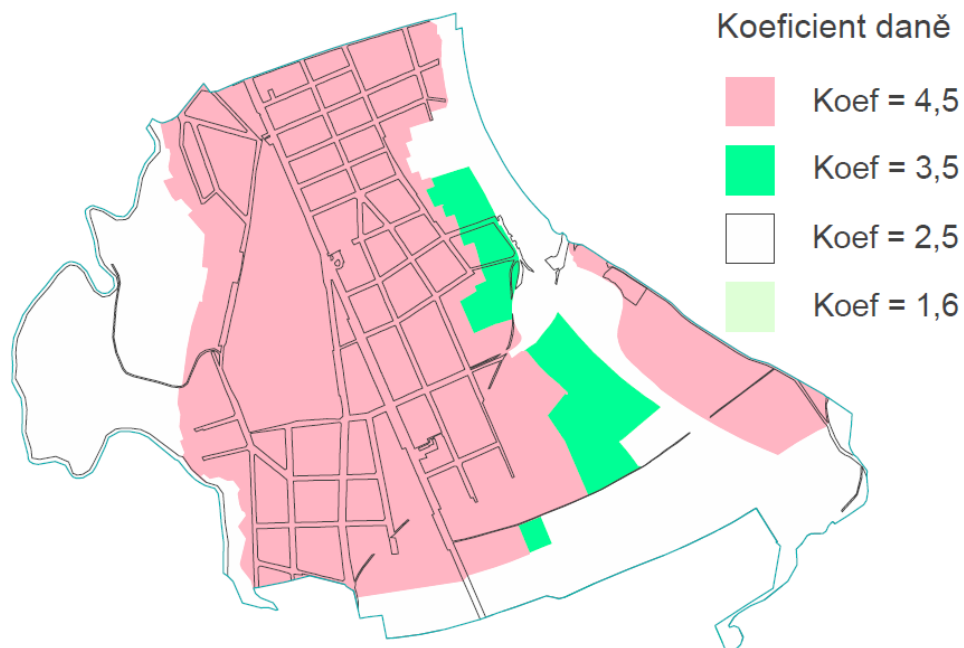 Koeficient daně
Koef = 4,5
Koef = 3,5
Koef = 2,5
Koef = 1,6